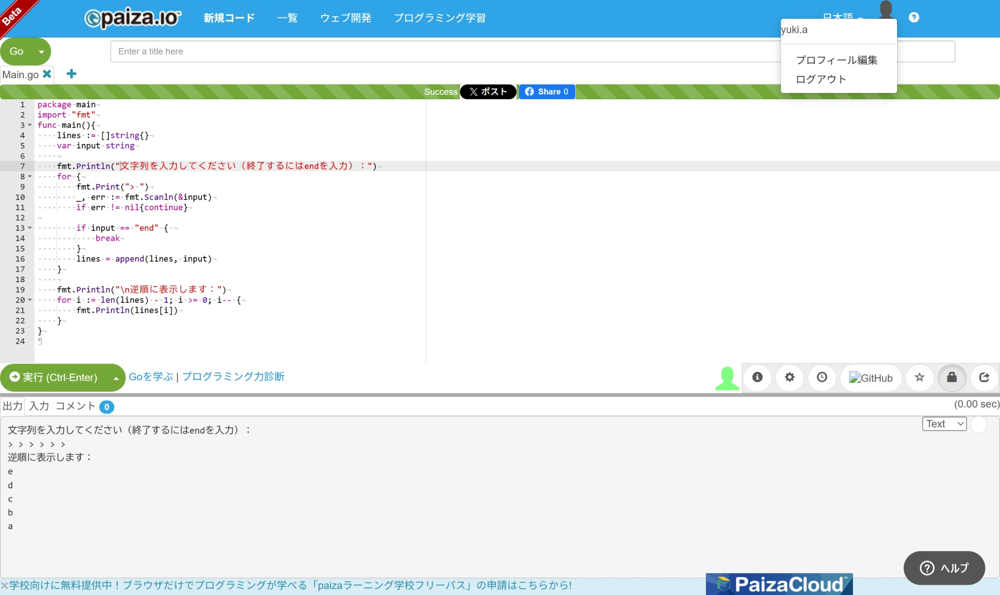 Beta
paiza.IO™ 新規コード 一覧 ウェブ開発 プログラミング学習 日本語 ?
yuki.a
プロフィール編集
ログアウト
Go
Enter a title here
Main.go
Success ポスト Share 0
1 package main
2 import "fmt"
3 func main(){
4     lines := []string{}
5     var input string
6
7     fmt.Println("文字列を入力してください（終了するにはendを入力）：")
8     for {
9         fmt.Print("> ")
10         _, err := fmt.Scanln(&input)
11         if err != nil{continue}
12
13         if input == "end" {
14             break
15         }
16         lines = append(lines, input)
17     }
18
19     fmt.Println("\n逆順に表示します：")
20     for i := len(lines) - 1; i >= 0; i-- {
21         fmt.Println(lines[i])
22     }
23 }
24
実行 (Ctrl-Enter) Goを学ぶ | プログラミング力診断 GitHub
出力 入力 コメント 0 (0.00 sec)
Text
文字列を入力してください（終了するにはendを入力）：
> > > > > >
逆順に表示します：
e
d
c
b
a
? ヘルプ
×学校向けに無料提供中！ブラウザだけでプログラミングが学べる「paizaラーニング学校フリーパス」の申請はこちらから!
PaizaCloud™